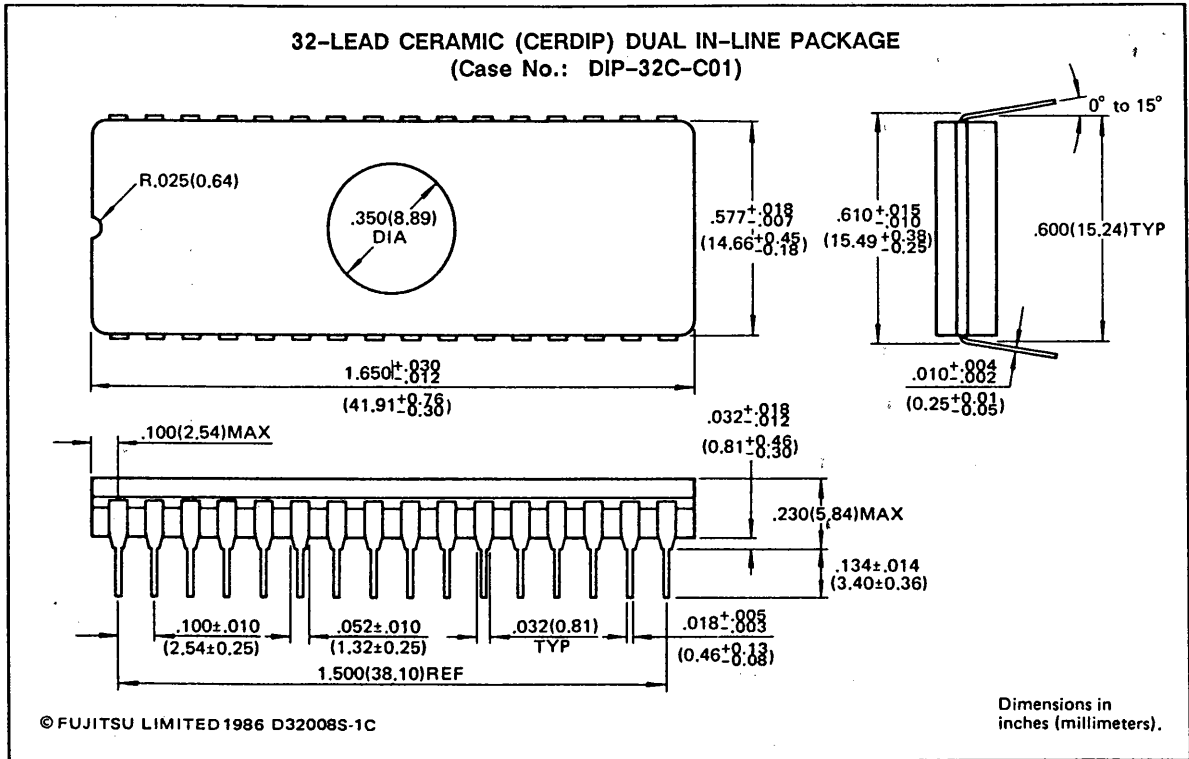 32-LEAD CERAMIC (CERDIP) DUAL IN-LINE PACKAGE
(Case No.: DIP-32C-C01)
R.025(0.64)
.350(8.89)
DIA
.577+.018-.007
(14.66+0.45-0.18)
.610+.015-.010
(15.49+0.38-0.25)
0° to 15°
.600(15.24)TYP
1.650+.030-.012
(41.91+0.76-0.30)
.010+.004-.002
(0.25+0.01-0.05)
.100(2.54)MAX
.032+.018-.012
(0.81+0.46-0.30)
.230(5.84)MAX
.134±.014
(3.40±0.36)
.100±.010
(2.54±0.25)
.052±.010
(1.32±0.25)
.032(0.81)
TYP
.018+.005-.003
(0.46+0.13-0.08)
1.500(38.10)REF
© FUJITSU LIMITED 1986 D32008S-1C
Dimensions in
inches (millimeters).